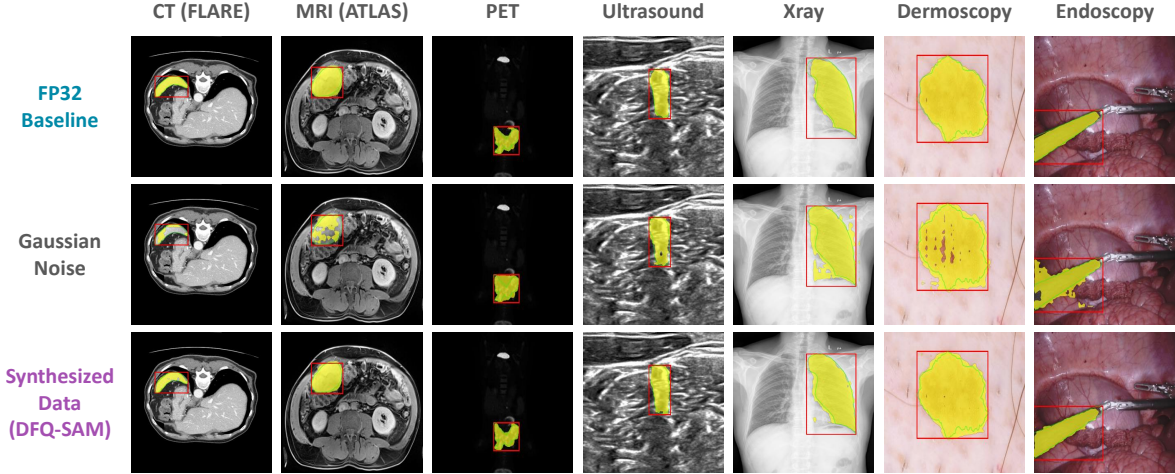 CT (FLARE) MRI (ATLAS) PET Ultrasound Xray Dermoscopy Endoscopy
FP32
Baseline
Gaussian
Noise
Synthesized
Data
(DFQ-SAM)